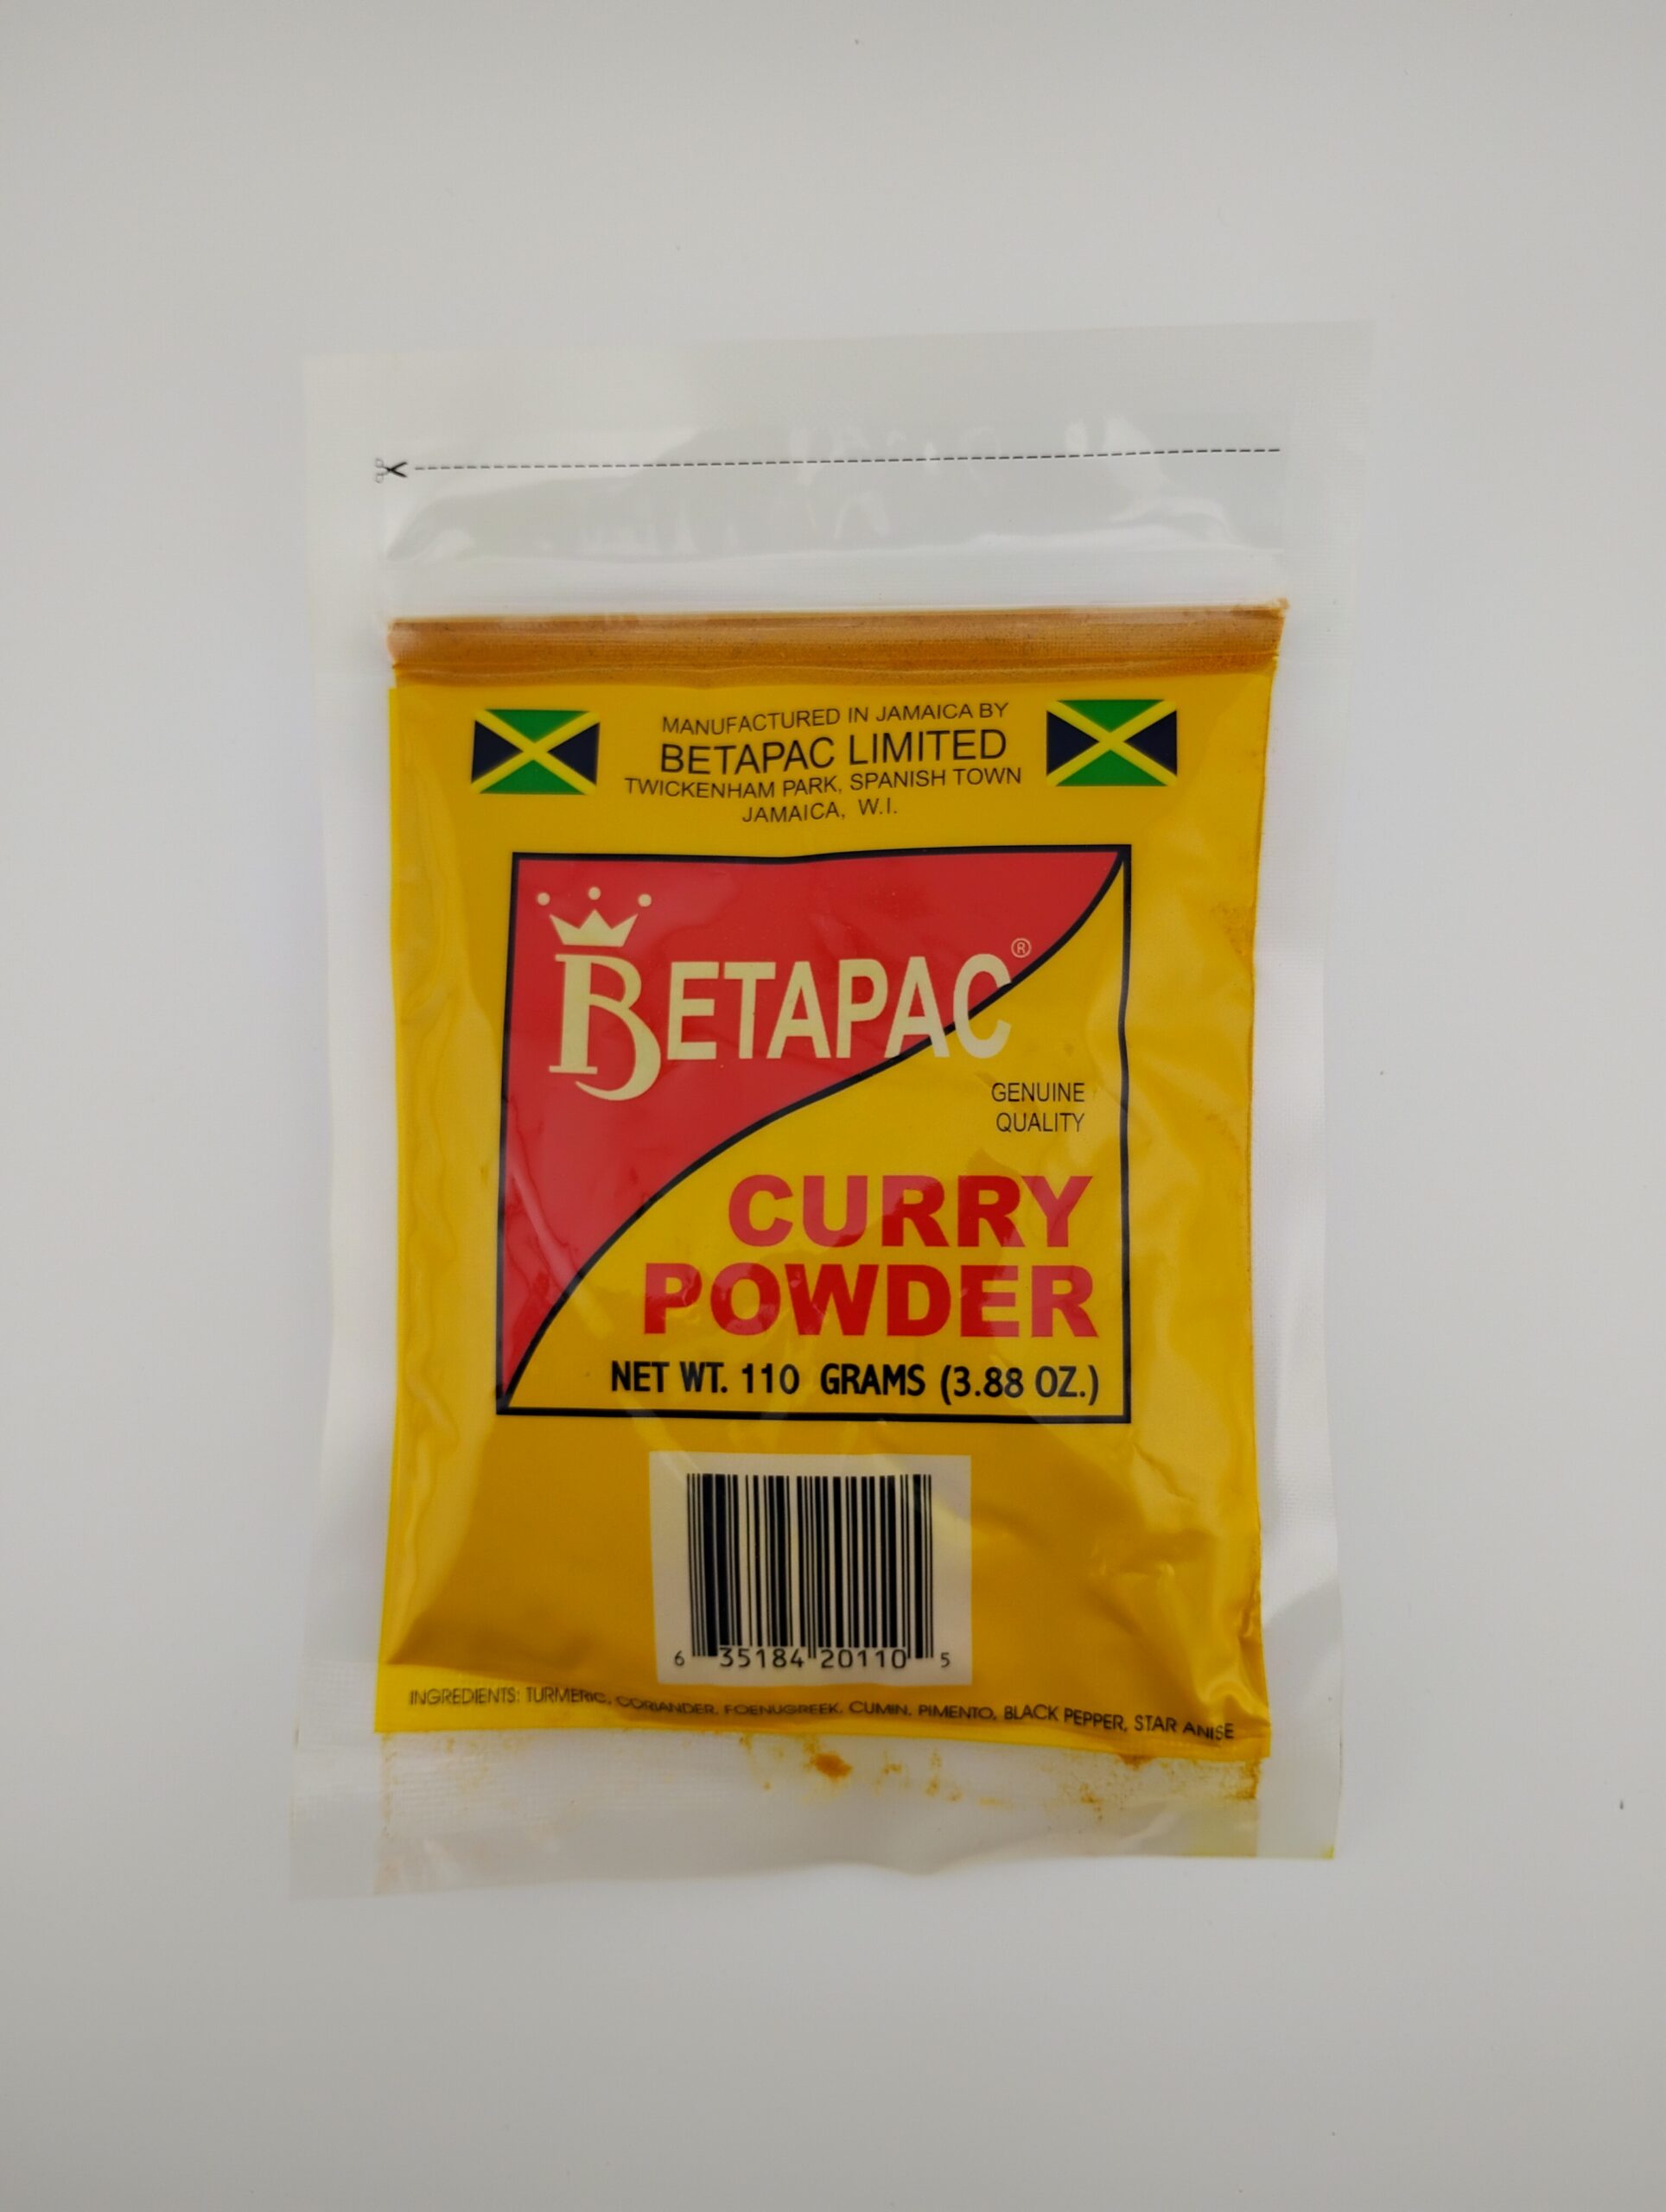 MANUFACTURED IN JAMAICA BY
BETAPAC LIMITED
TWICKENHAM PARK, SPANISH TOWN
JAMAICA, W.I.
BETAPAC®
GENUINE
QUALITY
CURRY
POWDER
NET WT. 110 GRAMS (3.88 OZ.)
6 35184 20110 5
INGREDIENTS: TURMERIC, CORIANDER, FOENUGREEK, CUMIN, PIMENTO, BLACK PEPPER, STAR ANISE